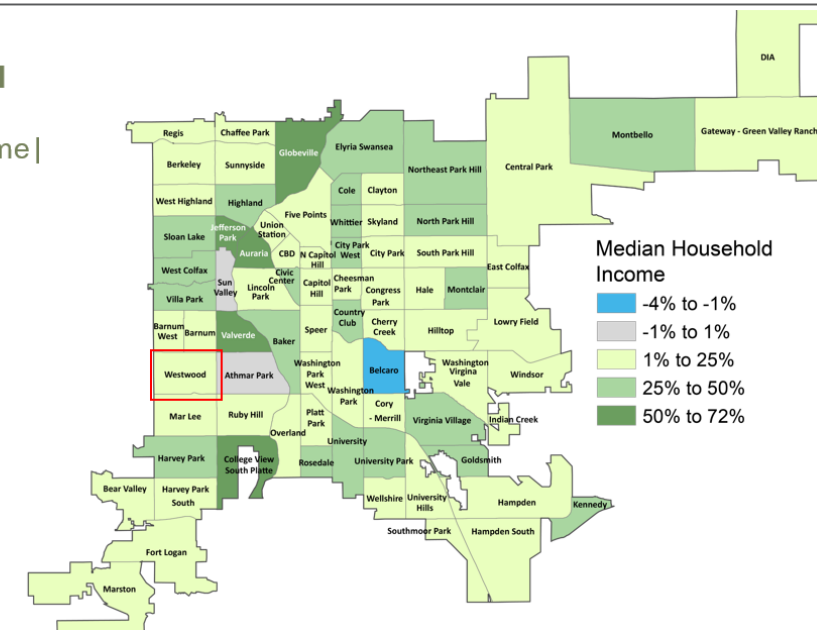 me|
DIA
Regis
Chaffee Park
Globeville
Elyria Swansea
Montbello
Gateway - Green Valley Ranch
Berkeley
Sunnyside
Northeast Park Hill
Central Park
Cole
Clayton
West Highland
Highland
Five Points
Whittier
Skyland
North Park Hill
Union
Station
Jefferson
Park
Sloan Lake
Auraria
CBD
N Capitol
Hill
City Park
West
City Park
South Park Hill
East Colfax
West Colfax
Sun
Valley
Civic
Center
Lincoln
Park
Capitol
Hill
Cheesman
Park
Congress
Park
Hale
Montclair
Villa Park
Country
Club
Cherry
Creek
Hilltop
Lowry Field
Barnum
West
Barnum
Valverde
Baker
Speer
Westwood
Athmar Park
Washington
Park
West
Washington
Park
Belcaro
Washington
Virgina
Vale
Windsor
Mar Lee
Ruby Hill
Overland
Platt
Park
Cory
- Merrill
Virginia Village
Indian Creek
University
Harvey Park
College View
South Platte
Rosedale
University Park
Goldsmith
Bear Valley
Harvey Park
South
Wellshire
University
Hills
Hampden
Kennedy
Southmoor Park
Hampden South
Fort Logan
Marston
Median Household
Income
-4% to -1%
-1% to 1%
1% to 25%
25% to 50%
50% to 72%